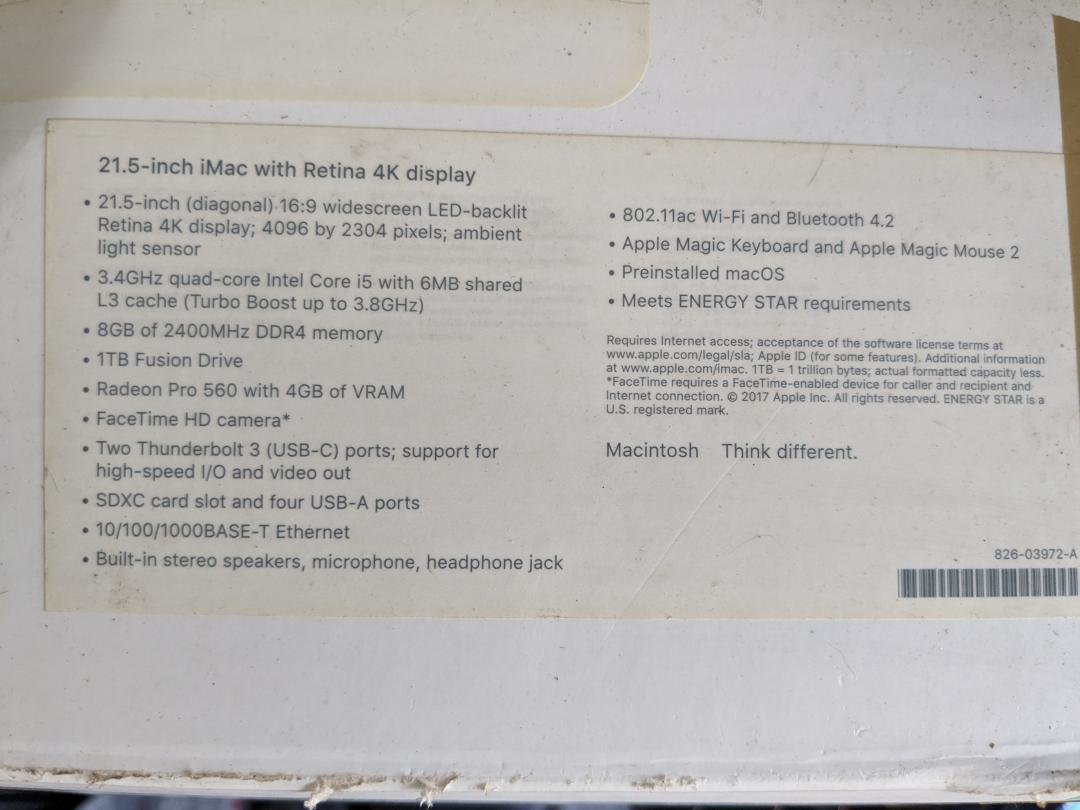 21.5-inch iMac with Retina 4K display
• 21.5-inch (diagonal) 16:9 widescreen LED-backlit
Retina 4K display; 4096 by 2304 pixels; ambient
light sensor
• 3.4GHz quad-core Intel Core i5 with 6MB shared
L3 cache (Turbo Boost up to 3.8GHz)
• 8GB of 2400MHz DDR4 memory
• 1TB Fusion Drive
• Radeon Pro 560 with 4GB of VRAM
• FaceTime HD camera*
• Two Thunderbolt 3 (USB-C) ports; support for
high-speed I/O and video out
• SDXC card slot and four USB-A ports
• 10/100/1000BASE-T Ethernet
• Built-in stereo speakers, microphone, headphone jack
• 802.11ac Wi-Fi and Bluetooth 4.2
• Apple Magic Keyboard and Apple Magic Mouse 2
• Preinstalled macOS
• Meets ENERGY STAR requirements
Requires Internet access; acceptance of the software license terms at
www.apple.com/legal/sla; Apple ID (for some features). Additional information
at www.apple.com/imac. 1TB = 1 trillion bytes; actual formatted capacity less.
*FaceTime requires a FaceTime-enabled device for caller and recipient and
Internet connection. © 2017 Apple Inc. All rights reserved. ENERGY STAR is a
U.S. registered mark.
Macintosh Think different.
826-03972-A